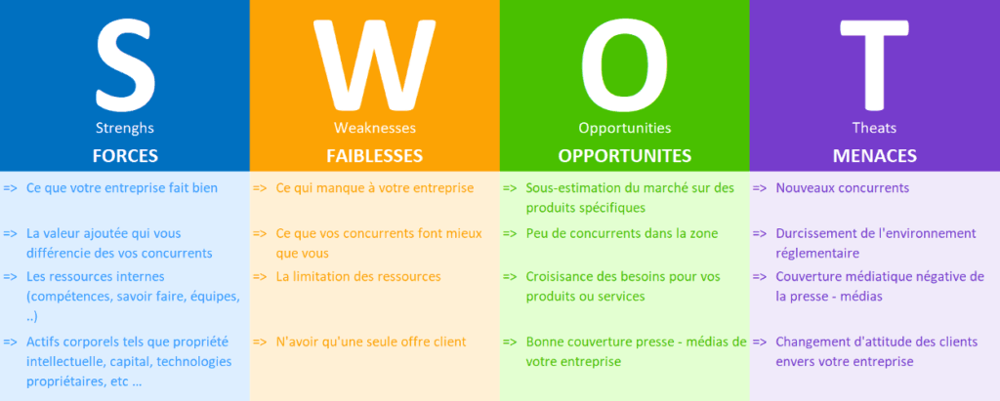 S
Strenghs
FORCES
=> Ce que votre entreprise fait bien
=> La valeur ajoutée qui vous
différencie des vos concurrents
=> Les ressources internes
(compétences, savoir faire, équipes,
..)
=> Actifs corporels tels que propriété
intellectuelle, capital, technologies
propriétaires, etc ...
W
Weaknesses
FAIBLESSES
=> Ce qui manque à votre entreprise
=> Ce que vos concurrents font mieux
que vous
=> La limitation des ressources
=> N'avoir qu'une seule offre client
O
Opportunities
OPPORTUNITES
=> Sous-estimation du marché sur des
produits spécifiques
=> Peu de concurrents dans la zone
=> Croisisance des besoins pour vos
produits ou services
=> Bonne couverture presse - médias de
votre entreprise
T
Theats
MENACES
=> Nouveaux concurrents
=> Durcissement de l'environnement
réglementaire
=> Couverture médiatique négative de
la presse - médias
=> Changement d'attitude des clients
envers votre entreprise